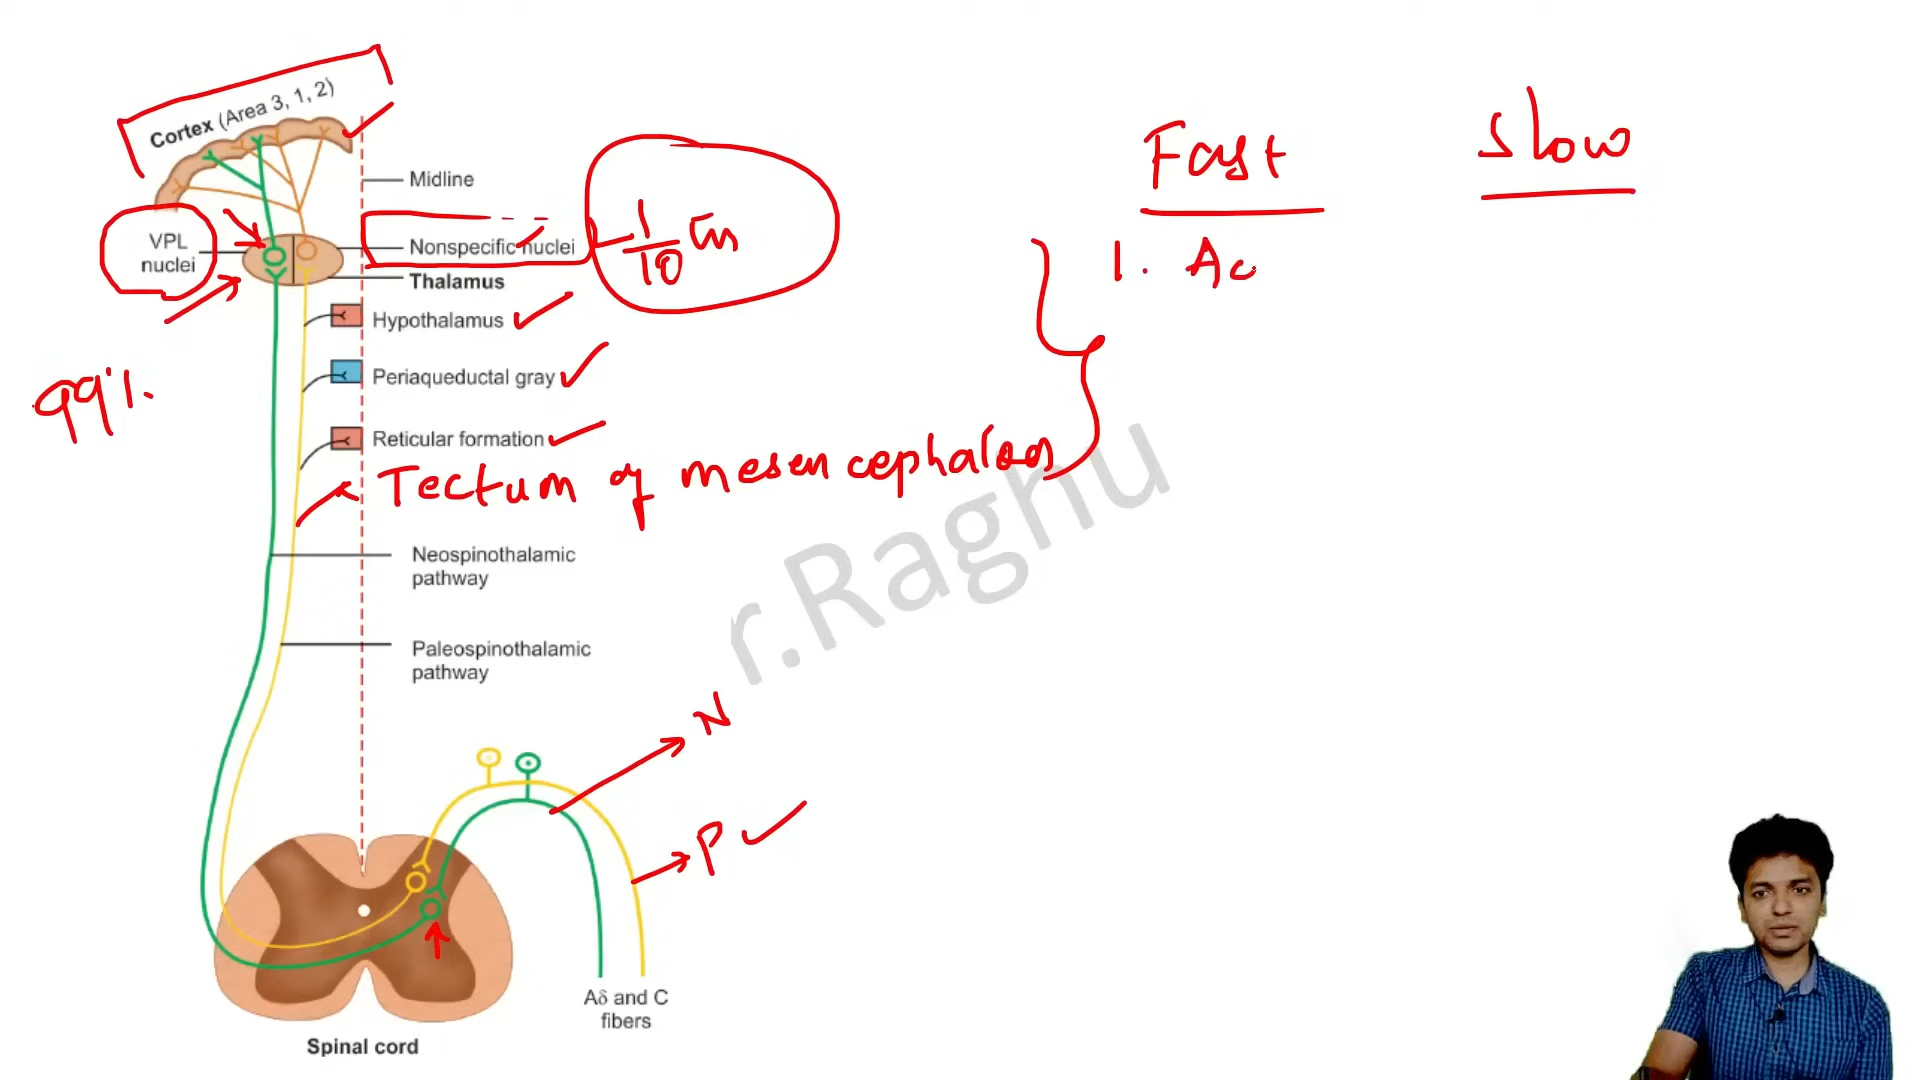 Cortex (Area 3, 1, 2)
Midline
VPL
nuclei
Nonspecific nuclei
1/10 th
Thalamus
Hypothalamus
Periaqueductal gray
Reticular formation
Tectum of mesencephalon
99%.
Neospinothalamic
pathway
Paleospinothalamic
pathway
N
P
Aδ and C
fibers
Spinal cord
Fast
Slow
1. Ac
r.Raghu